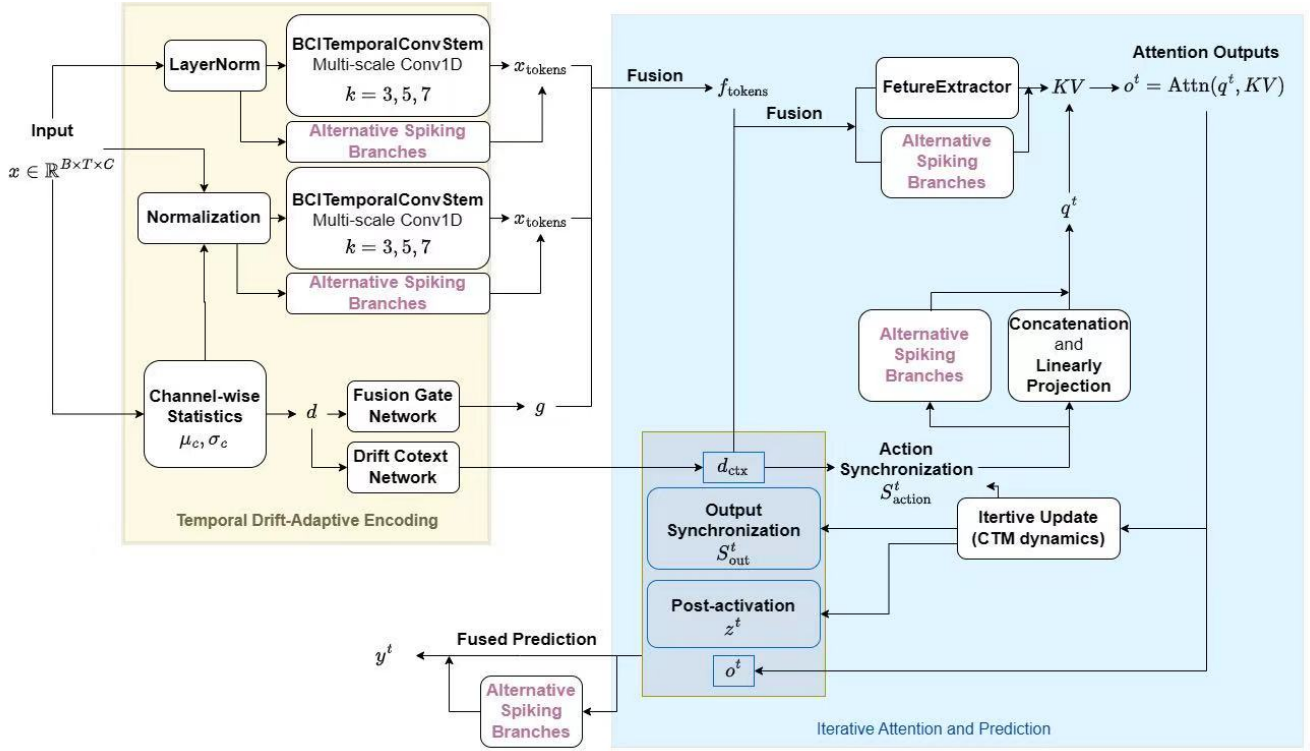 Input
x ∈ ℝ^{B×T×C}
LayerNorm
BCITemporalConvStem
Multi-scale Conv1D
k = 3, 5, 7
x_tokens
Alternative Spiking
Branches
Normalization
BCITemporalConvStem
Multi-scale Conv1D
k = 3, 5, 7
x_tokens
Alternative Spiking
Branches
Channel-wise
Statistics
μ_c, σ_c
d
Fusion Gate
Network
g
Drift Cotext
Network
Temporal Drift-Adaptive Encoding
Fusion
f_tokens
Fusion
FetureExtractor
Alternative
Spiking
Branches
KV
Attention Outputs
o^t = Attn(q^t, KV)
q^t
Alternative
Spiking
Branches
Concatenation
and
Linearly
Projection
d_ctx
Action
Synchronization
S^t_action
Output
Synchronization
S^t_out
Itertive Update
(CTM dynamics)
Post-activation
z^t
o^t
Fused Prediction
y^t
Alternative
Spiking
Branches
Iterative Attention and Prediction